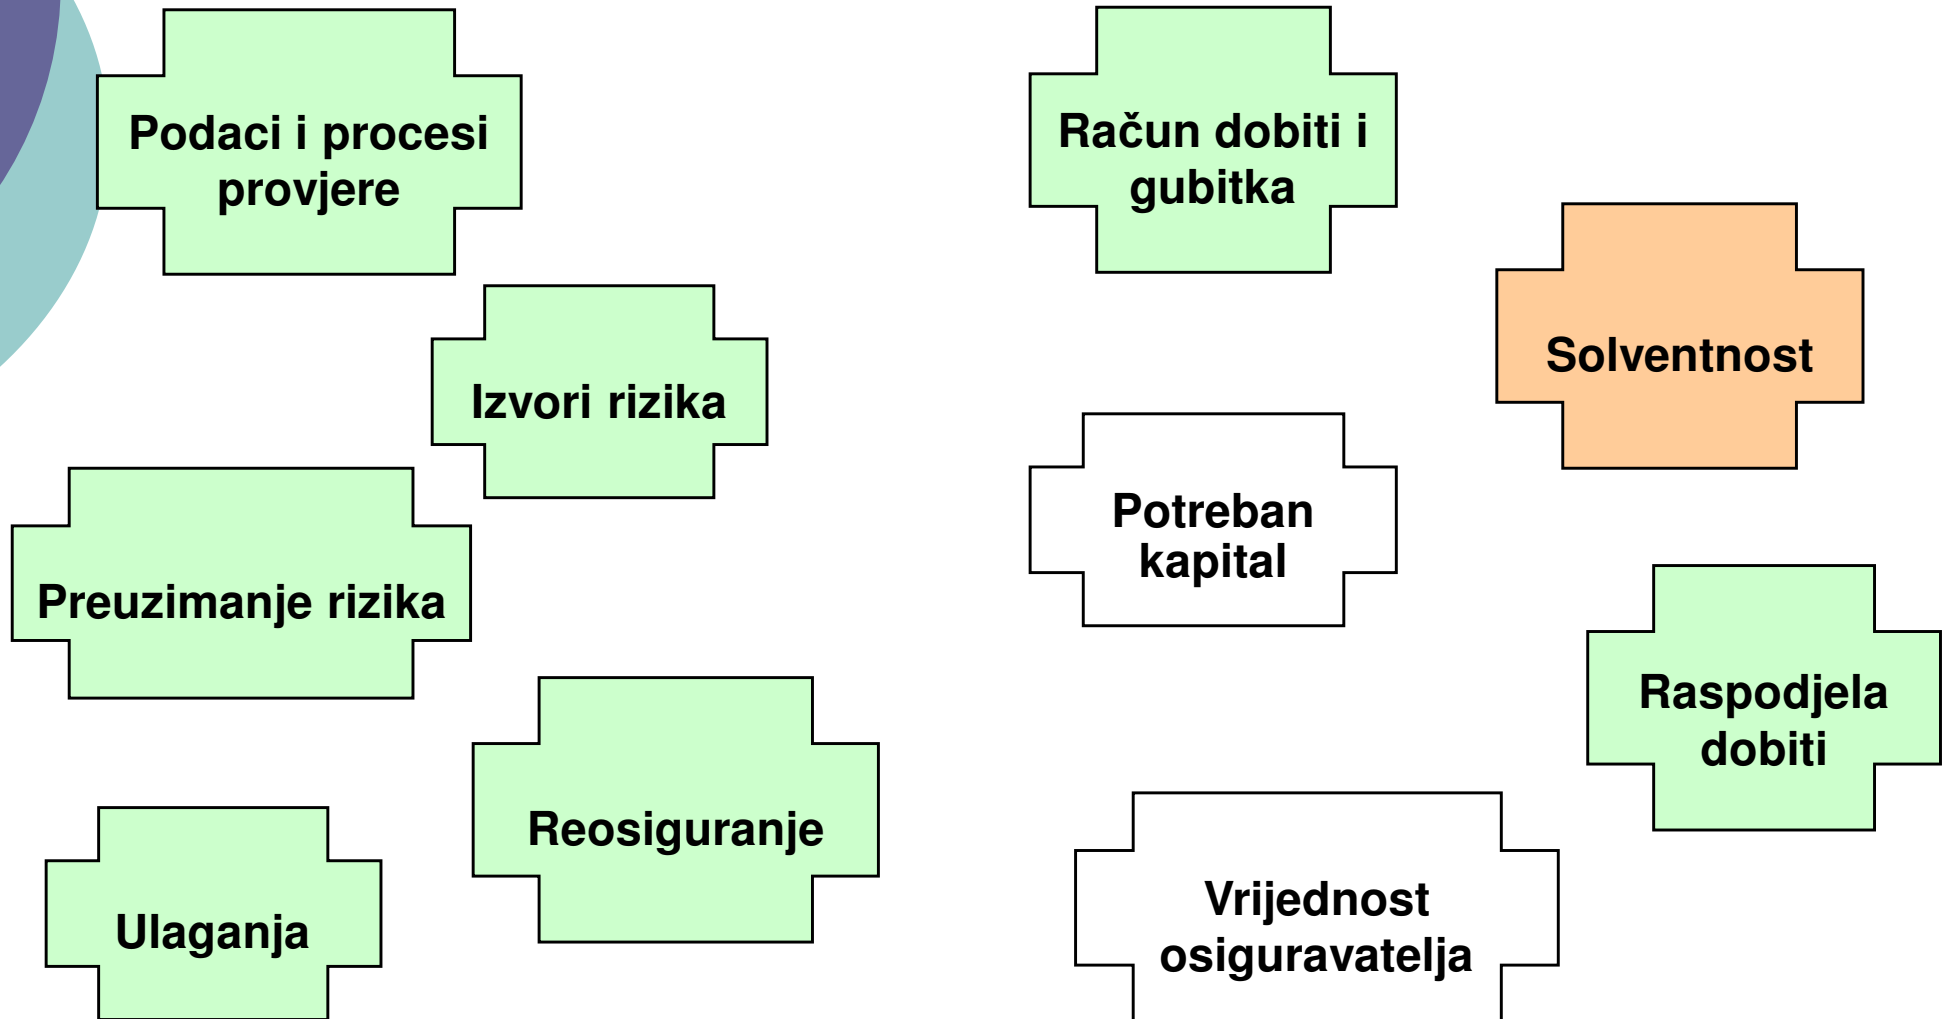 Podaci i procesi
provjere
Izvori rizika
Preuzimanje rizika
Reosiguranje
Ulaganja
Račun dobiti i
gubitka
Solventnost
Potreban
kapital
Raspodjela
dobiti
Vrijednost
osiguravatelja